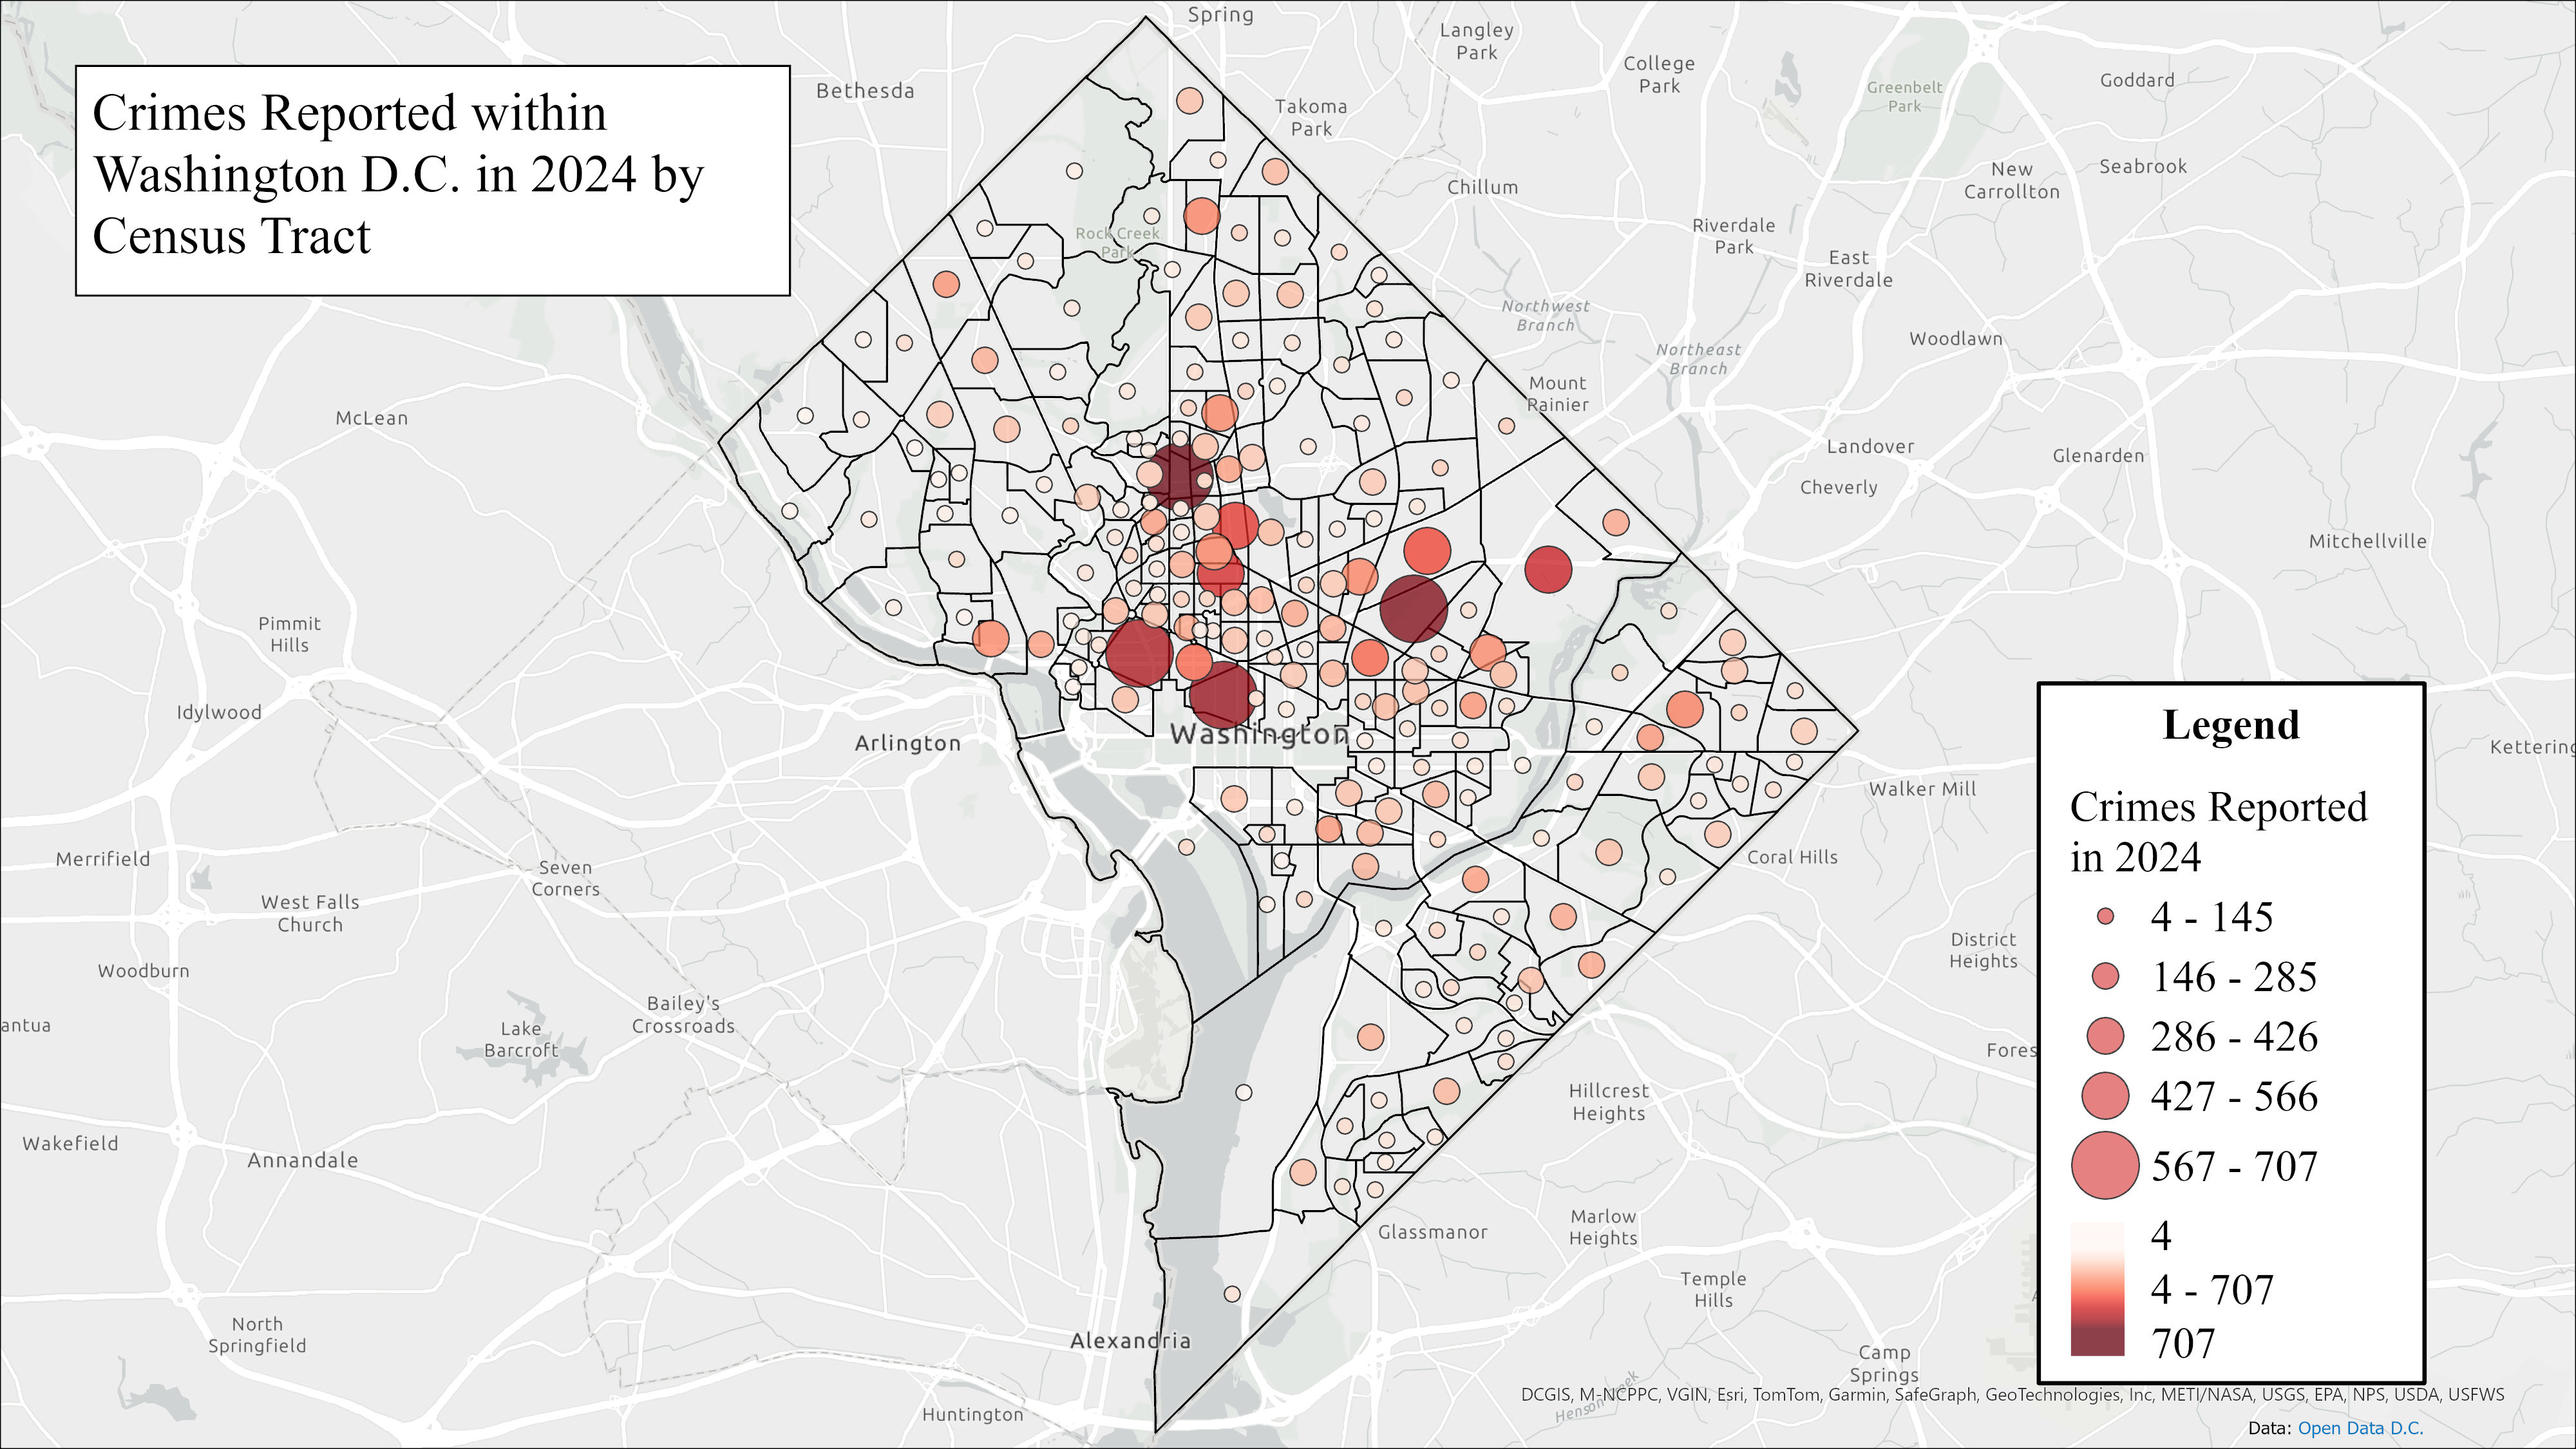 Crimes Reported within
Washington D.C. in 2024 by
Census Tract
Spring
Langley
Park
College
Park
Bethesda
Takoma
Park
Greenbelt
Park
Goddard
New
Carrollton
Seabrook
Chillum
Rock Creek
Park
Riverdale
Park
East
Riverdale
Northwest
Branch
Northeast
Branch
Woodlawn
Mount
Rainier
McLean
Landover
Glenarden
Cheverly
Mitchellville
Pimmit
Hills
Idylwood
Arlington
Washington
Kettering
Walker Mill
Merrifield
Seven
Corners
West Falls
Church
Coral Hills
Woodburn
District
Heights
Bailey's
Crossroads
antua
Lake
Barcroft
Fores
Hillcrest
Heights
Wakefield
Annandale
Glassmanor
Marlow
Heights
Temple
Hills
North
Springfield
Alexandria
Camp
Springs
Huntington
Legend
Crimes Reported
in 2024
4 - 145
146 - 285
286 - 426
427 - 566
567 - 707
4
4 - 707
707
DCGIS, M-NCPPC, VGIN, Esri, TomTom, Garmin, SafeGraph, GeoTechnologies, Inc, METI/NASA, USGS, EPA, NPS, USDA, USFWS
Data: Open Data D.C.